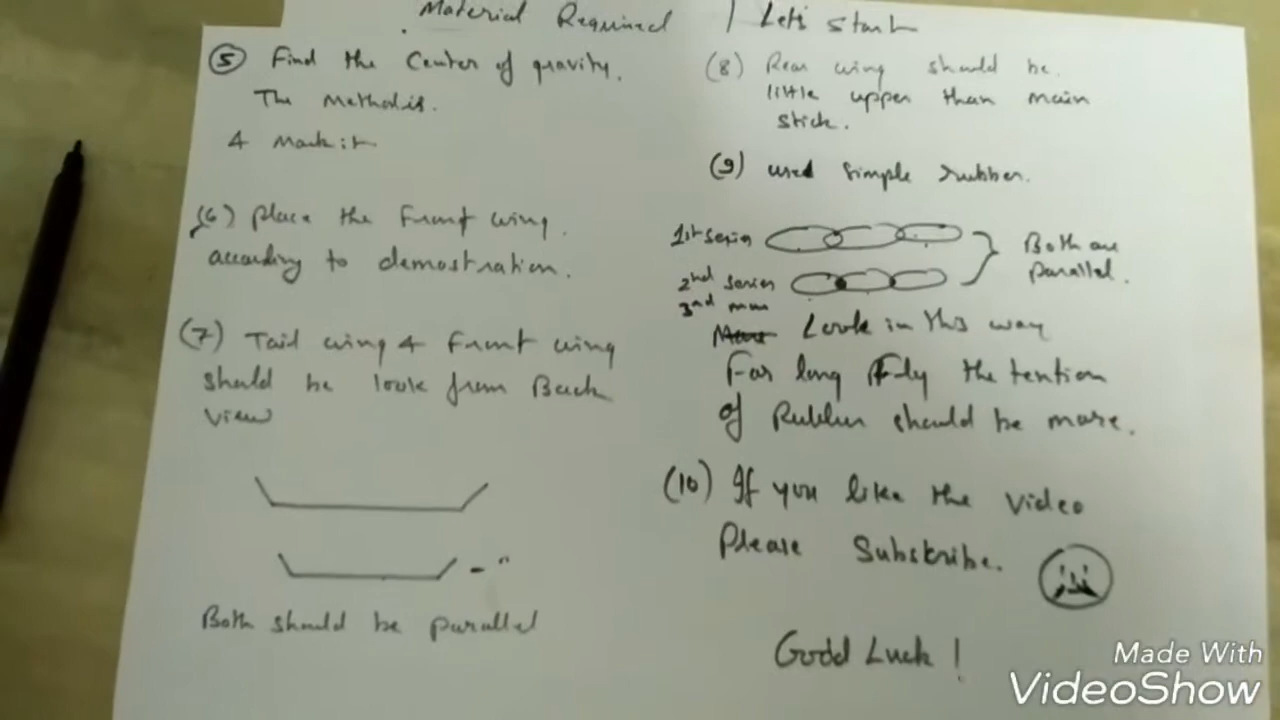 Material Required / Let's start
(5) Find the Center of gravity.
The Method is.
& Mark it
(6) Place the Front wing.
according to demostration.
(7) Tail wing & Front wing
should be look from Back
View
Both should be parallel
(8) Rear wing should be.
little upper than main
stick.
(9) used simple rubber.
1st series
2nd series
3nd
Both are
parallel.
Look in this way
For long Fly the tention
of Rubber should be more.
(10) If you like the video
Please Subscribe.
Good Luck !
Made With
VideoShow